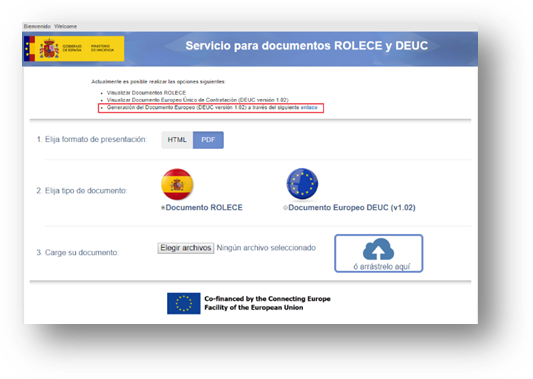 Bienvenido Welcome
GOBIERNO DE ESPAÑA
MINISTERIO DE HACIENDA
Servicio para documentos ROLECE y DEUC
Actualmente es posible realizar las opciones siguientes
• Visualizar Documentos ROLECE
• Visualizar Documento Europeo Único de Contratación (DEUC versión 1.02)
• Generación del Documento Europeo (DEUC versión 1.02) a través del siguiente enlace
1. Elija formato de presentación: HTML PDF
2. Elija tipo de documento:
Documento ROLECE Documento Europeo DEUC (v1.02)
3. Cargue su documento: Elegir archivos Ningún archivo seleccionado
ó arrástrelo aquí
Co-financed by the Connecting Europe
Facility of the European Union